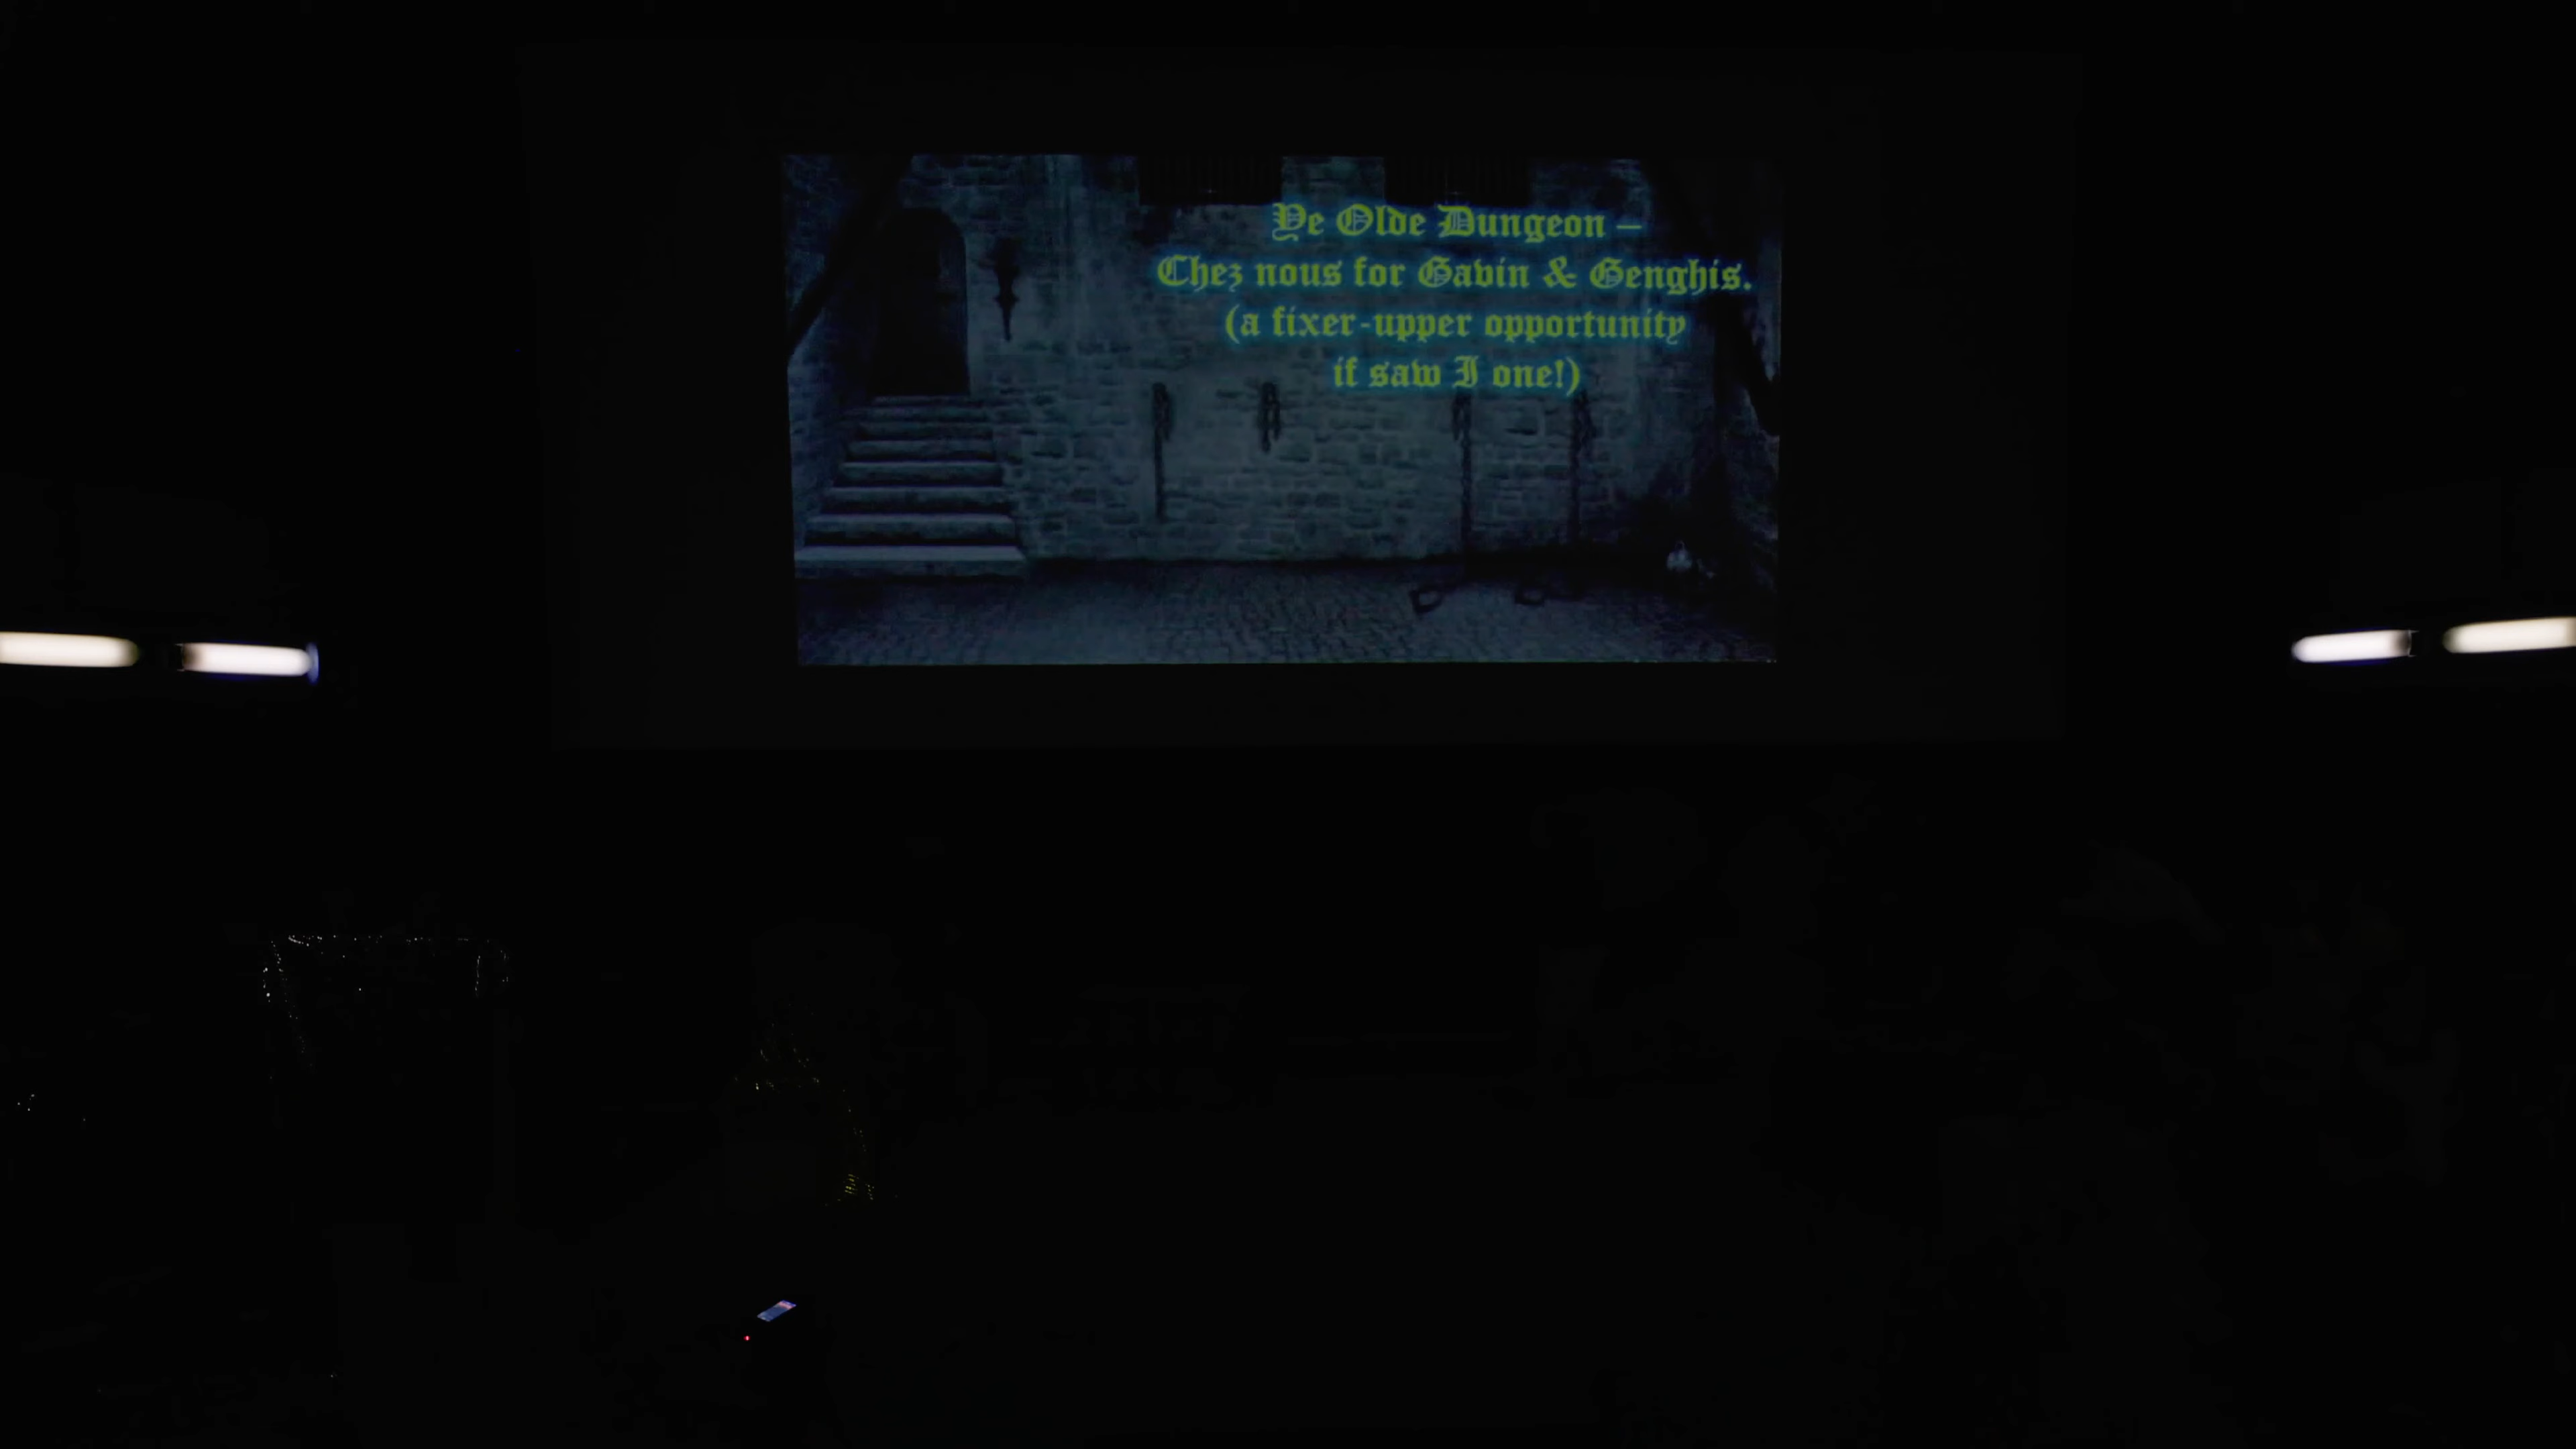 Ye Olde Dungeon –
Chez nous for Gavin & Genghis.
(a fixer-upper opportunity
if saw I one!)